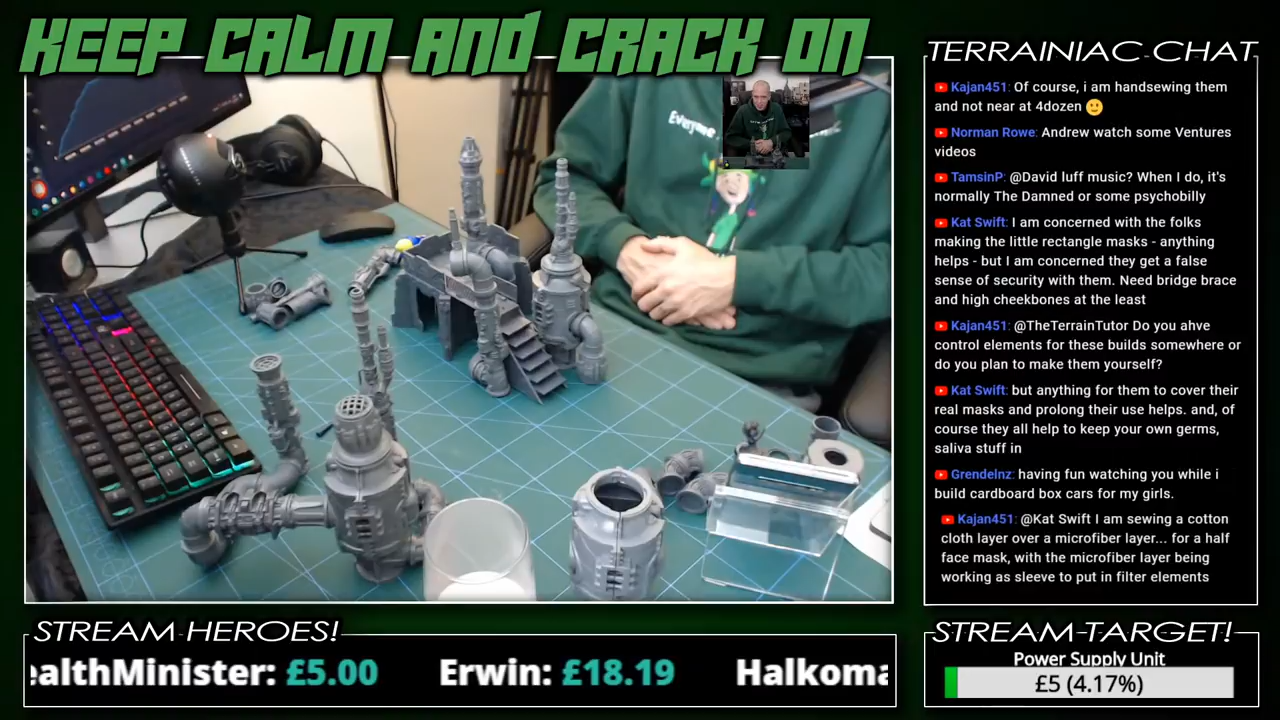 KEEP CALM AND CRACK ON
Everyone
TERRAINIAC CHAT
Kajan451: Of course, i am handsewing them
and not near at 4dozen
Norman Rowe: Andrew watch some Ventures
videos
TamsinP: @David luff music? When I do, it's
normally The Damned or some psychobilly
Kat Swift: I am concerned with the folks
making the little rectangle masks - anything
helps - but I am concerned they get a false
sense of security with them. Need bridge brace
and high cheekbones at the least
Kajan451: @TheTerrainTutor Do you ahve
control elements for these builds somewhere or
do you plan to make them yourself?
Kat Swift: but anything for them to cover their
real masks and prolong their use helps. and, of
course they all help to keep your own germs,
saliva stuff in
Grendelnz: having fun watching you while i
build cardboard box cars for my girls.
Kajan451: @Kat Swift I am sewing a cotton
cloth layer over a microfiber layer... for a half
face mask, with the microfiber layer being
working as sleeve to put in filter elements
STREAM HEROES!
ealthMinister: £5.00 Erwin: £18.19 Halkoma
STREAM TARGET!
Power Supply Unit
£5 (4.17%)